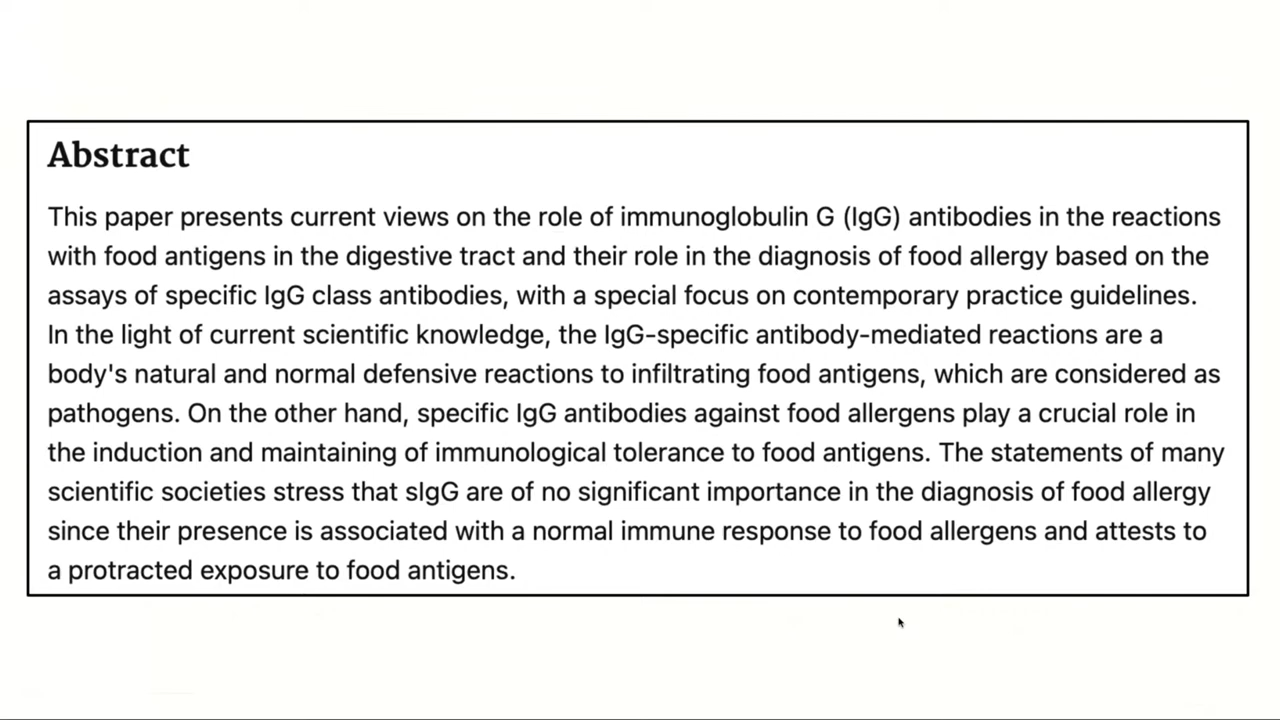 Abstract
This paper presents current views on the role of immunoglobulin G (IgG) antibodies in the reactions
with food antigens in the digestive tract and their role in the diagnosis of food allergy based on the
assays of specific IgG class antibodies, with a special focus on contemporary practice guidelines.
In the light of current scientific knowledge, the IgG-specific antibody-mediated reactions are a
body's natural and normal defensive reactions to infiltrating food antigens, which are considered as
pathogens. On the other hand, specific IgG antibodies against food allergens play a crucial role in
the induction and maintaining of immunological tolerance to food antigens. The statements of many
scientific societies stress that sIgG are of no significant importance in the diagnosis of food allergy
since their presence is associated with a normal immune response to food allergens and attests to
a protracted exposure to food antigens.